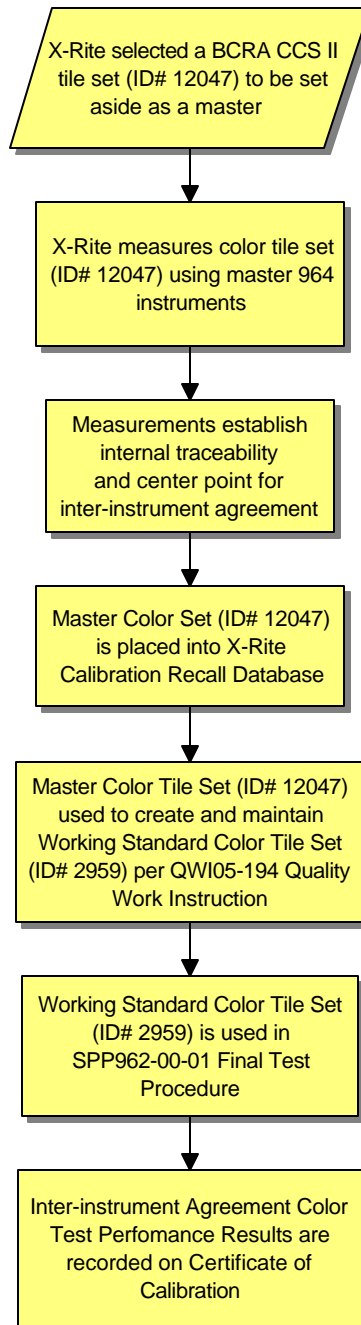 X-Rite selected a BCRA CCS II
tile set (ID# 12047) to be set
aside as a master
X-Rite measures color tile set
(ID# 12047) using master 964
instruments
Measurements establish
internal traceability
and center point for
inter-instrument agreement
Master Color Set (ID# 12047)
is placed into X-Rite
Calibration Recall Database
Master Color Tile Set (ID# 12047)
used to create and maintain
Working Standard Color Tile Set
(ID# 2959) per QWI05-194 Quality
Work Instruction
Working Standard Color Tile Set
(ID# 2959) is used in
SPP962-00-01 Final Test
Procedure
Inter-instrument Agreement Color
Test Perfomance Results are
recorded on Certificate of
Calibration